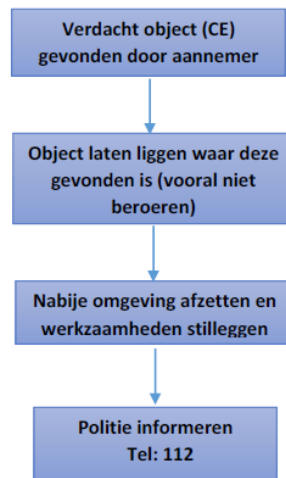 Verdacht object (CE)
gevonden door aannemer
Object laten liggen waar deze
gevonden is (vooral niet
beroeren)
Nabije omgeving afzetten en
werkzaamheden stilleggen
Politie informeren
Tel: 112